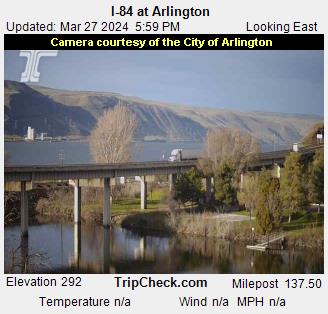 I-84 at Arlington
Updated: Mar 27 2024 5:59 PM Looking East
Camera courtesy of the City of Arlington
Elevation 292 TripCheck.com Milepost 137.50
Temperature n/a Wind n/a MPH n/a